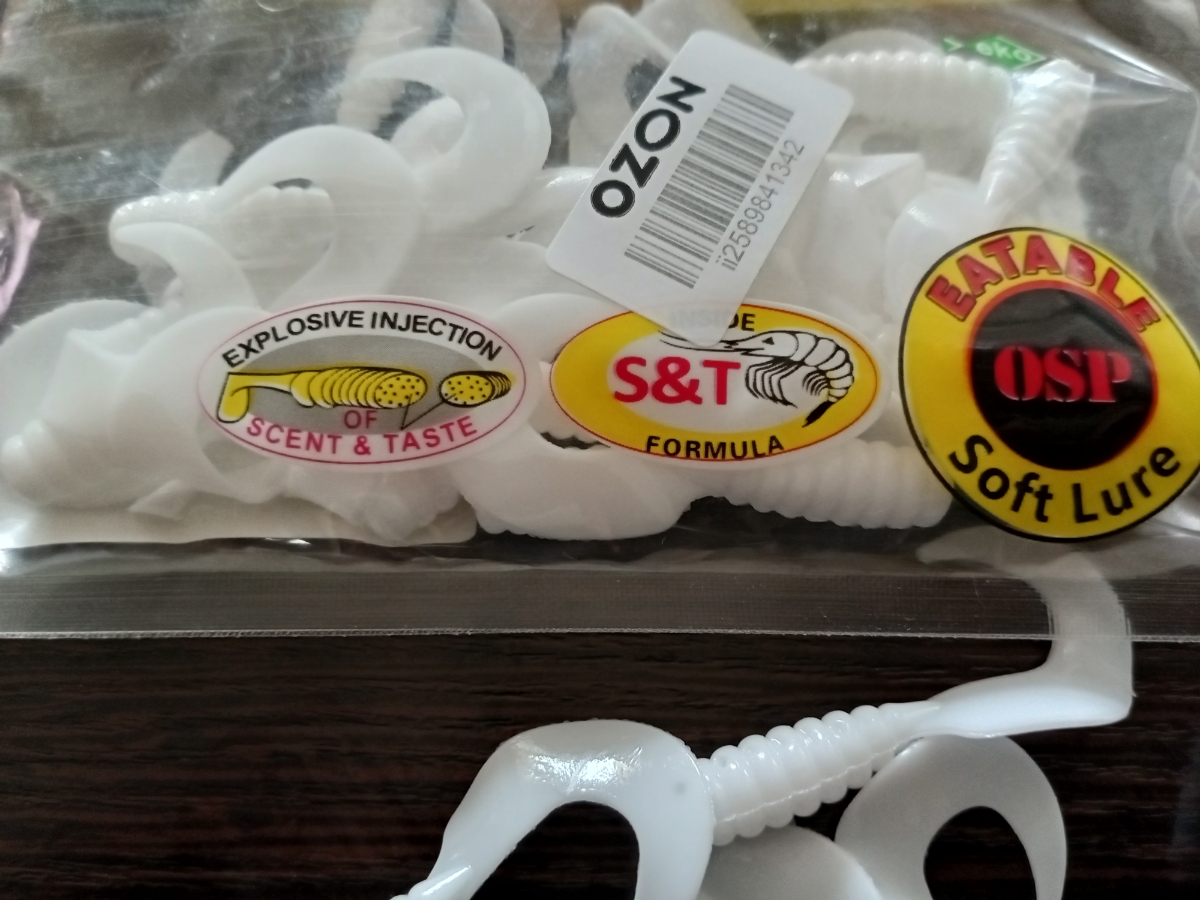 OZON
ii2589841342
EXPLOSIVE INJECTION
OF
SCENT & TASTE
S&T
FORMULA
EATABLE
OSP
Soft Lure